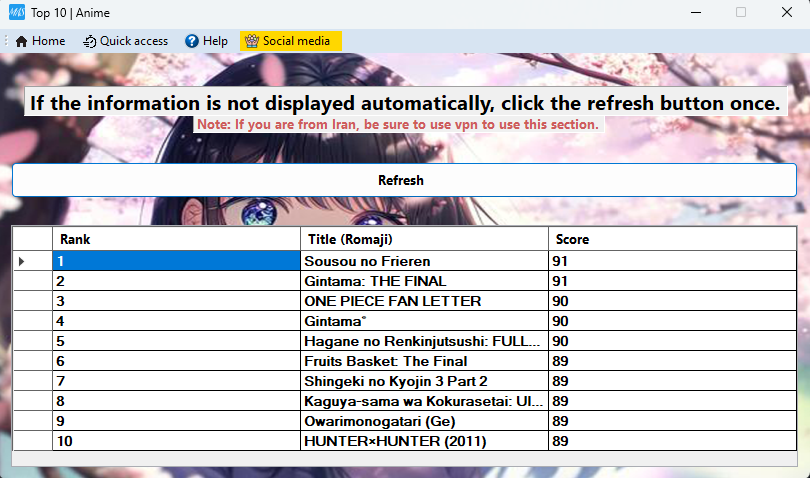 Top 10 | Anime
Home Quick access Help Social media
If the information is not displayed automatically, click the refresh button once.
Note: If you are from Iran, be sure to use vpn to use this section.
Refresh
Rank Title (Romaji) Score
1 Sousou no Frieren 91
2 Gintama: THE FINAL 91
3 ONE PIECE FAN LETTER 90
4 Gintama° 90
5 Hagane no Renkinjutsushi: FULL... 90
6 Fruits Basket: The Final 89
7 Shingeki no Kyojin 3 Part 2 89
8 Kaguya-sama wa Kokurasetai: Ul... 89
9 Owarimonogatari (Ge) 89
10 HUNTER×HUNTER (2011) 89